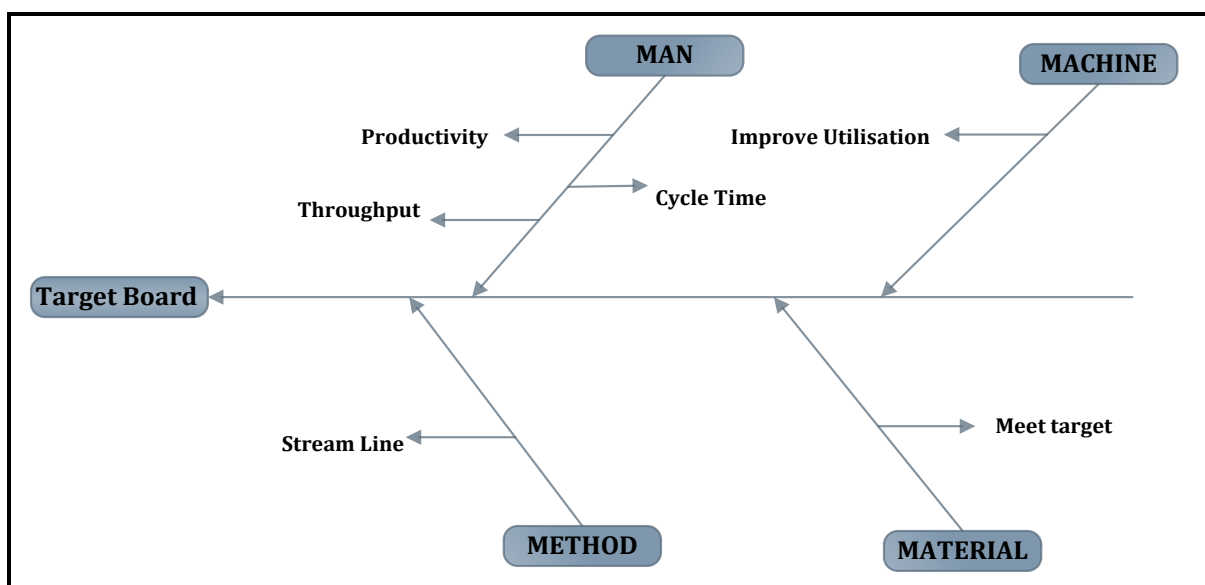 MAN
MACHINE
Productivity
Improve Utilisation
Cycle Time
Throughput
Target Board
Stream Line
Meet target
METHOD
MATERIAL